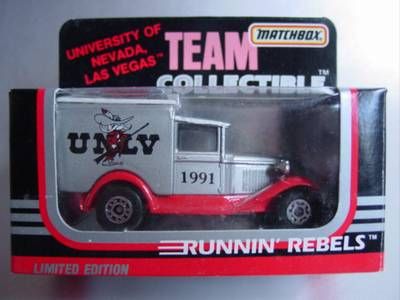 UNIVERSITY OF
NEVADA,
LAS VEGAS™
TEAM
COLLECTIBLE™
MATCHBOX
UNLV
1991
RUNNIN' REBELS™
LIMITED EDITION